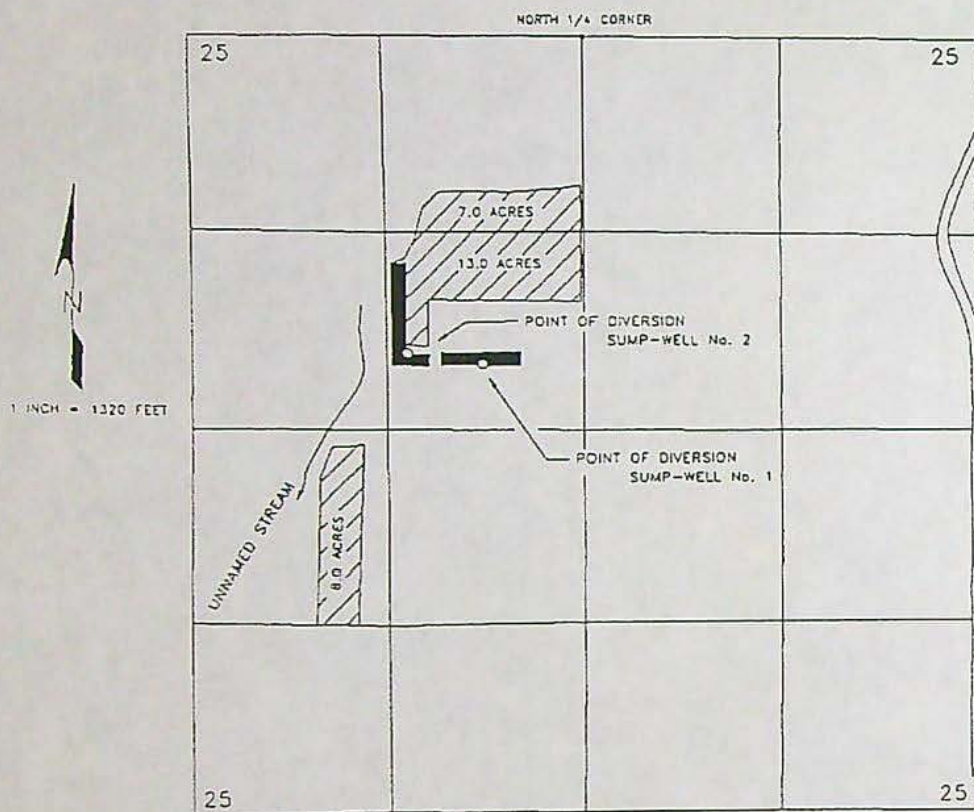 NORTH 1/4 CORNER
25
25
7.0 ACRES
13.0 ACRES
POINT OF DIVERSION
SUMP-WELL No. 2
N
1 INCH = 1320 FEET
POINT OF DIVERSION
SUMP-WELL No. 1
UNNAMED STREAM
8.0 ACRES
25
25